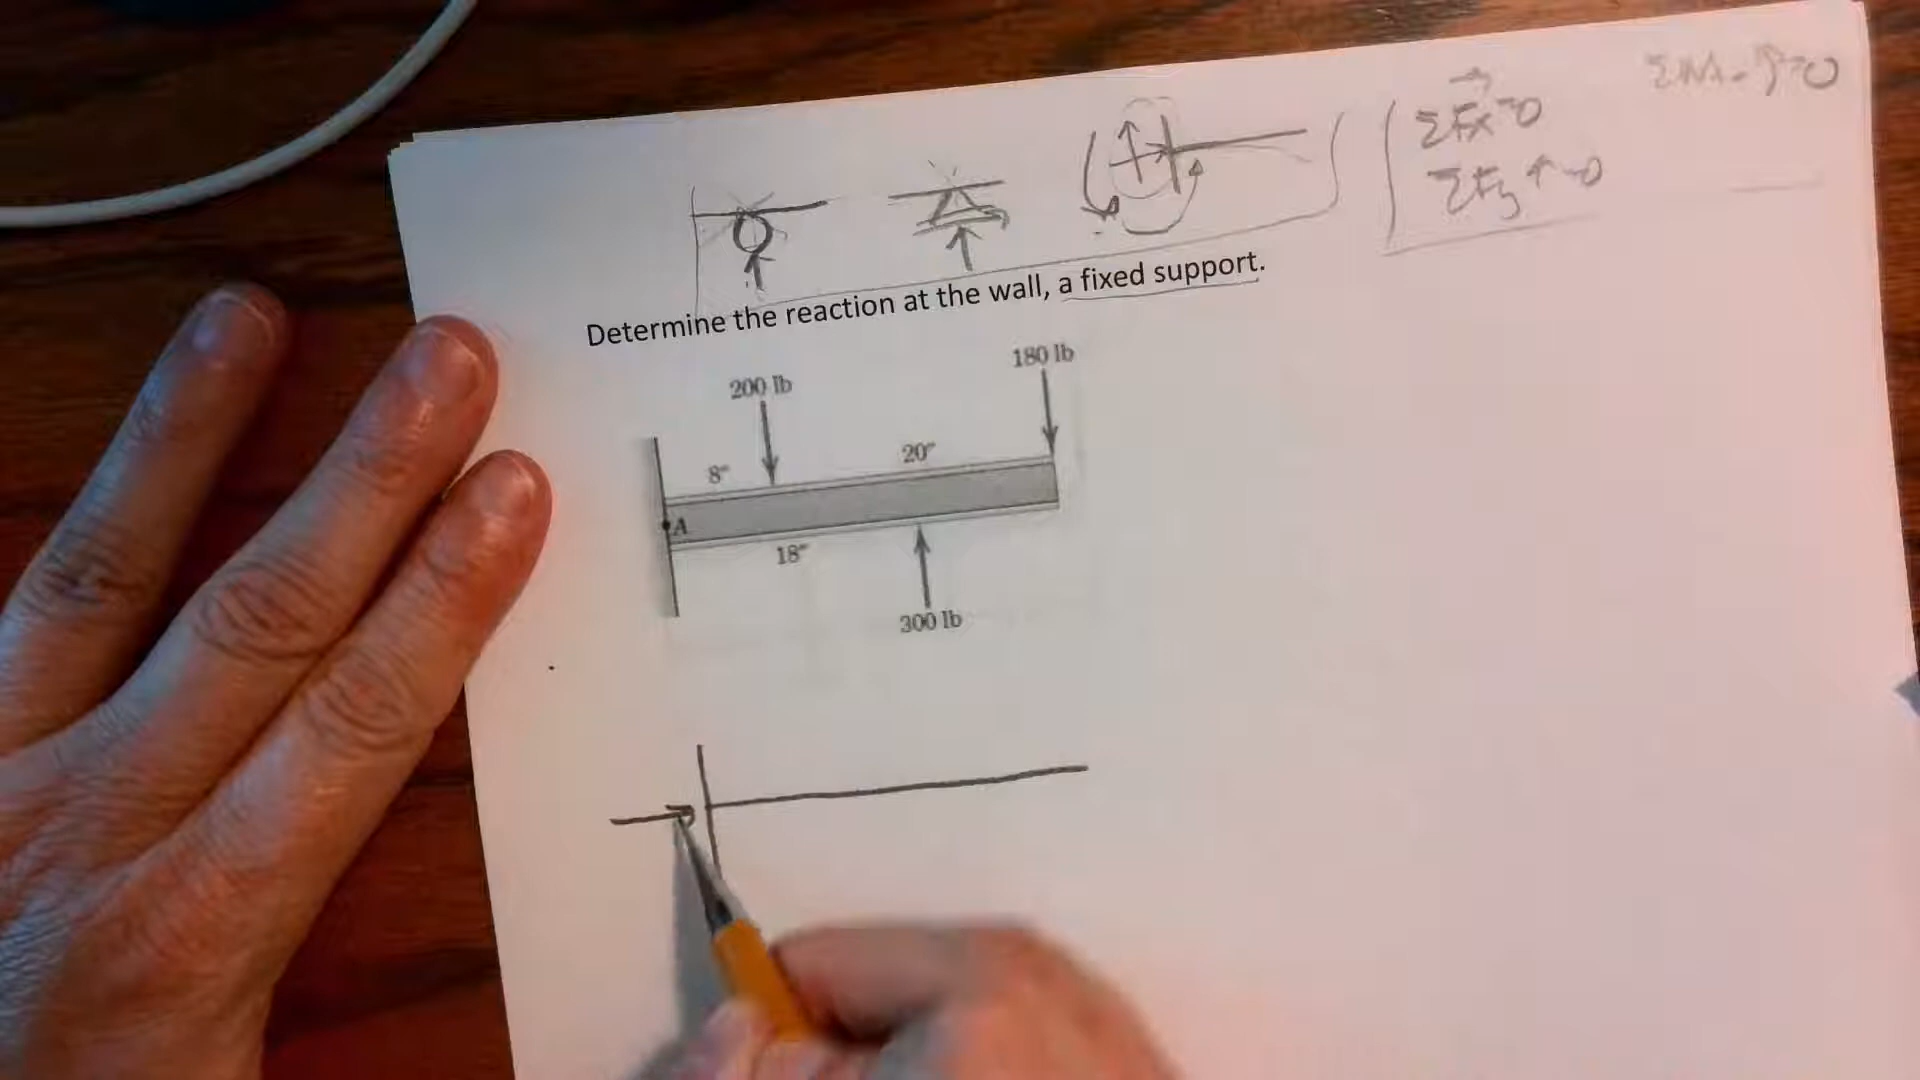 ΣFx=0
ΣFy↑=0
Determine the reaction at the wall, a fixed support.
180 lb
200 lb
20"
8"
A
18"
300 lb